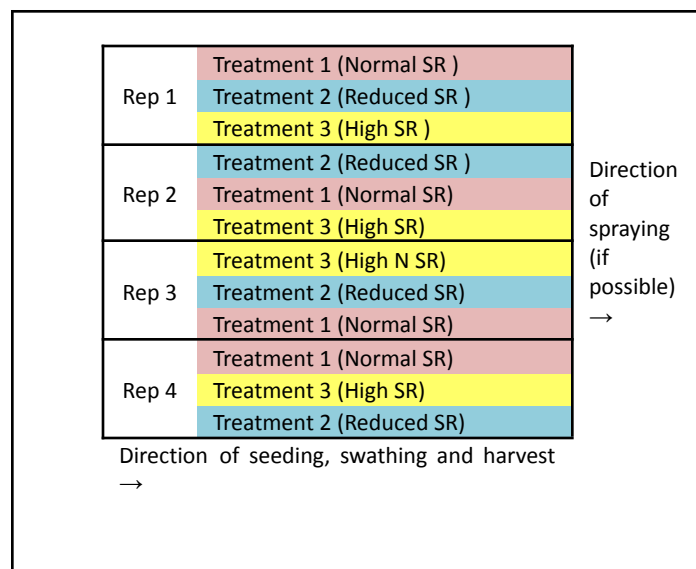 Rep 1
Treatment 1 (Normal SR )
Treatment 2 (Reduced SR )
Treatment 3 (High SR )
Rep 2
Treatment 2 (Reduced SR )
Treatment 1 (Normal SR)
Treatment 3 (High SR)
Rep 3
Treatment 3 (High N SR)
Treatment 2 (Reduced SR)
Treatment 1 (Normal SR)
Rep 4
Treatment 1 (Normal SR)
Treatment 3 (High SR)
Treatment 2 (Reduced SR)
Direction
of
spraying
(if
possible)
→
Direction of seeding, swathing and harvest
→